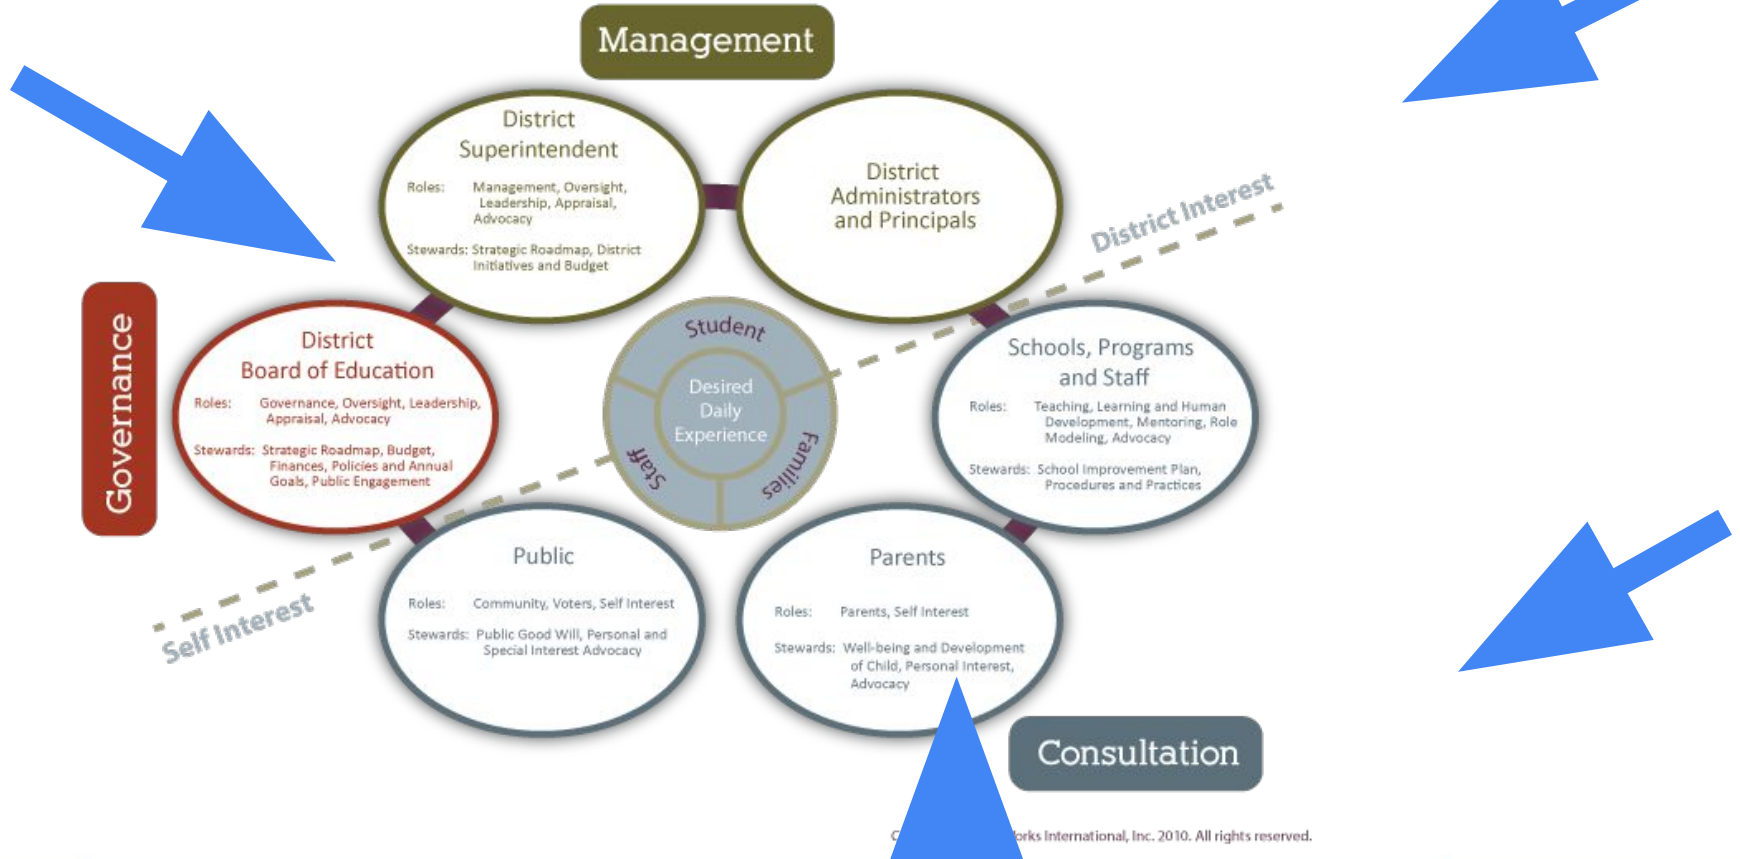 Management
District
Superintendent
Roles: Management, Oversight,
Leadership, Appraisal,
Advocacy
Stewards: Strategic Roadmap, District
Initiatives and Budget
District
Administrators
and Principals
District Interest
Governance
District
Board of Education
Roles: Governance, Oversight, Leadership,
Appraisal, Advocacy
Stewards: Strategic Roadmap, Budget,
Finances, Policies and Annual
Goals, Public Engagement
Student
Desired
Daily
Experience
Staff
Families
Schools, Programs
and Staff
Roles: Teaching, Learning and Human
Development, Mentoring, Role
Modeling, Advocacy
Stewards: School Improvement Plan,
Procedures and Practices
Self Interest
Public
Roles: Community, Voters, Self Interest
Stewards: Public Good Will, Personal and
Special Interest Advocacy
Parents
Roles: Parents, Self Interest
Stewards: Well-being and Development
of Child, Personal Interest,
Advocacy
Consultation
International, Inc. 2010. All rights reserved.